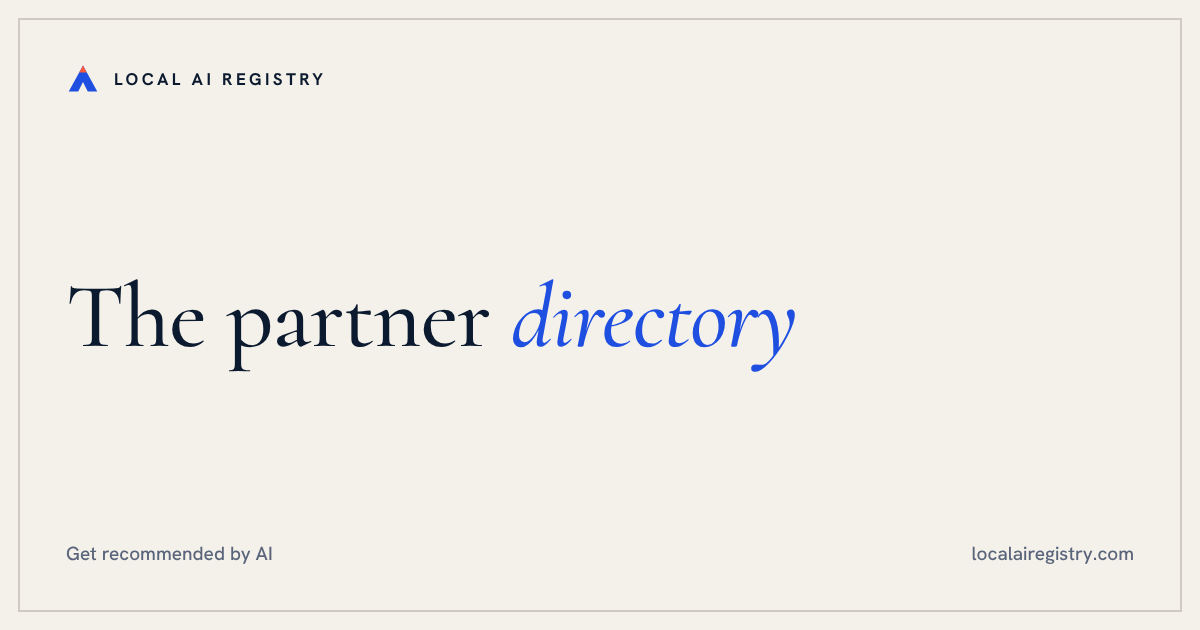 LOCAL AI REGISTRY
The partner directory
Get recommended by AI
localairegistry.com